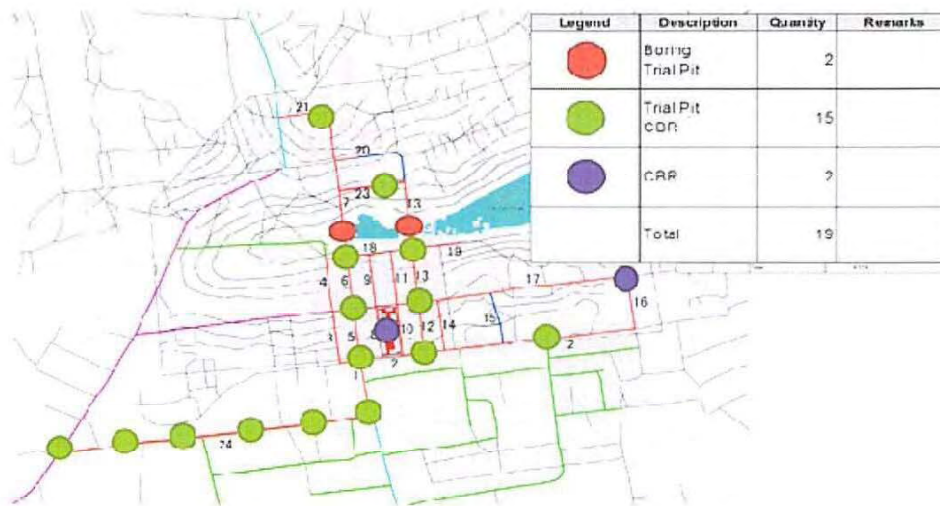 Legend Description Quantity Remarks
Boring
Trial Pit 2
Trial Pit
CBR 15
CBR 2
Total 19
21
20
23
7 13
18 19
4 6 9 11 13
17
16
15
3 5 8 10 12 14
2 2
1
24